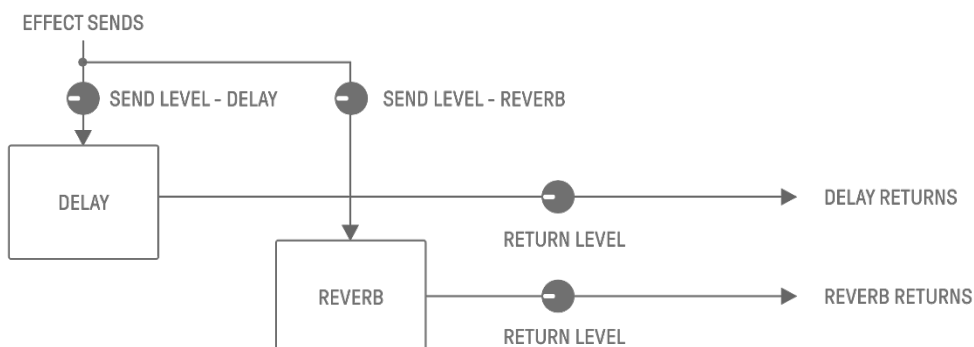 EFFECT SENDS
SEND LEVEL - DELAY
SEND LEVEL - REVERB
DELAY
DELAY RETURNS
RETURN LEVEL
REVERB
REVERB RETURNS
RETURN LEVEL